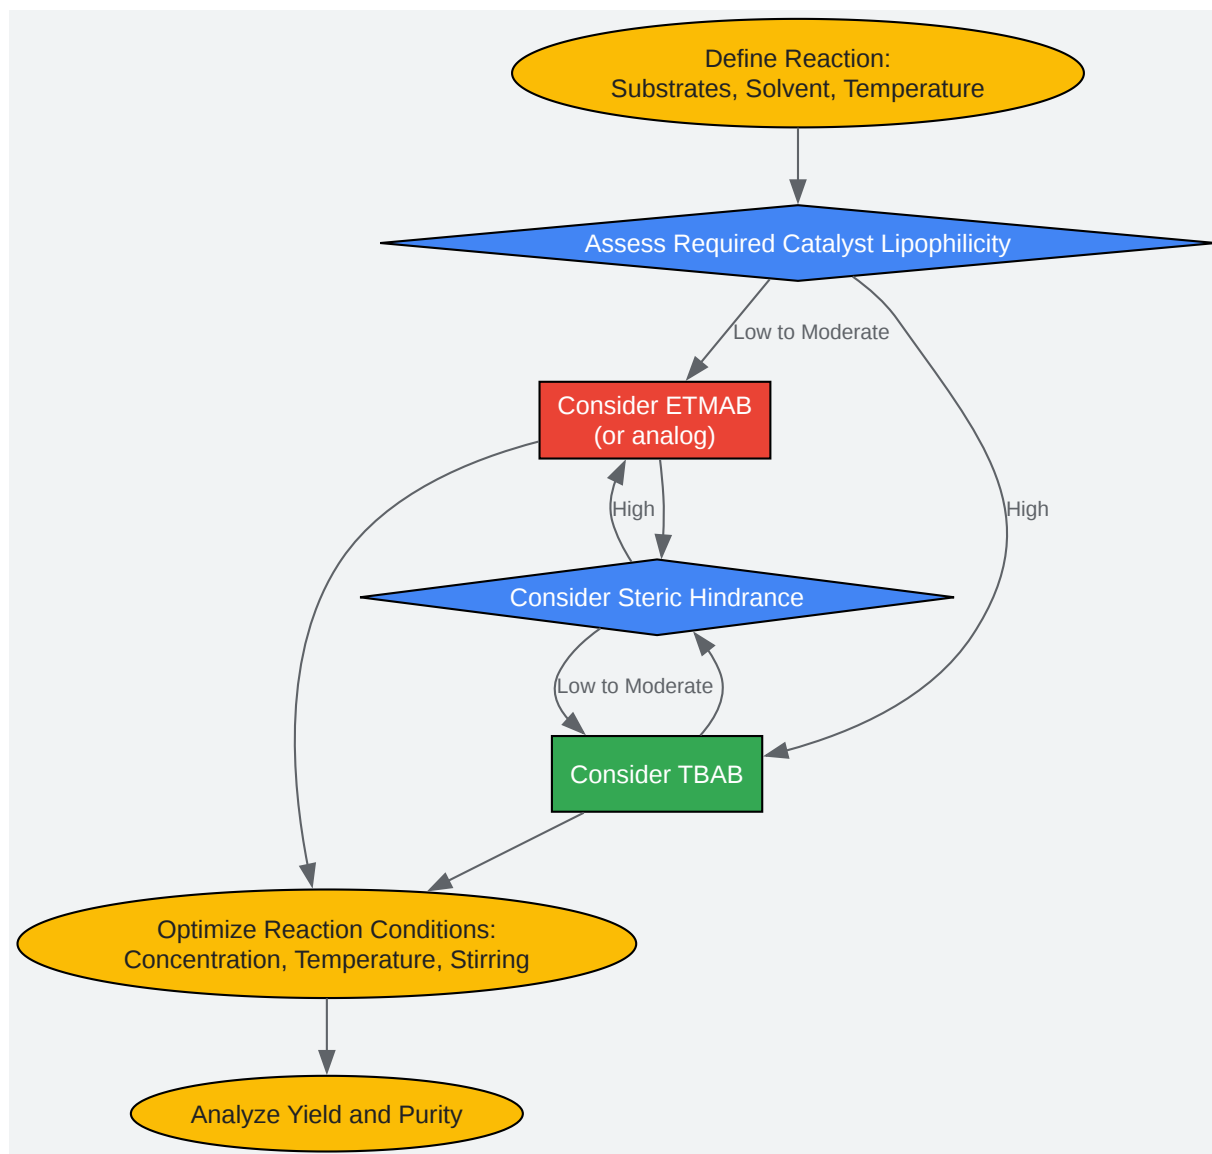 Define Reaction:
Substrates, Solvent, Temperature
Assess Required Catalyst Lipophilicity
Low to Moderate
Consider ETMAB
(or analog)
High
High
Consider Steric Hindrance
Low to Moderate
Consider TBAB
Optimize Reaction Conditions:
Concentration, Temperature, Stirring
Analyze Yield and Purity